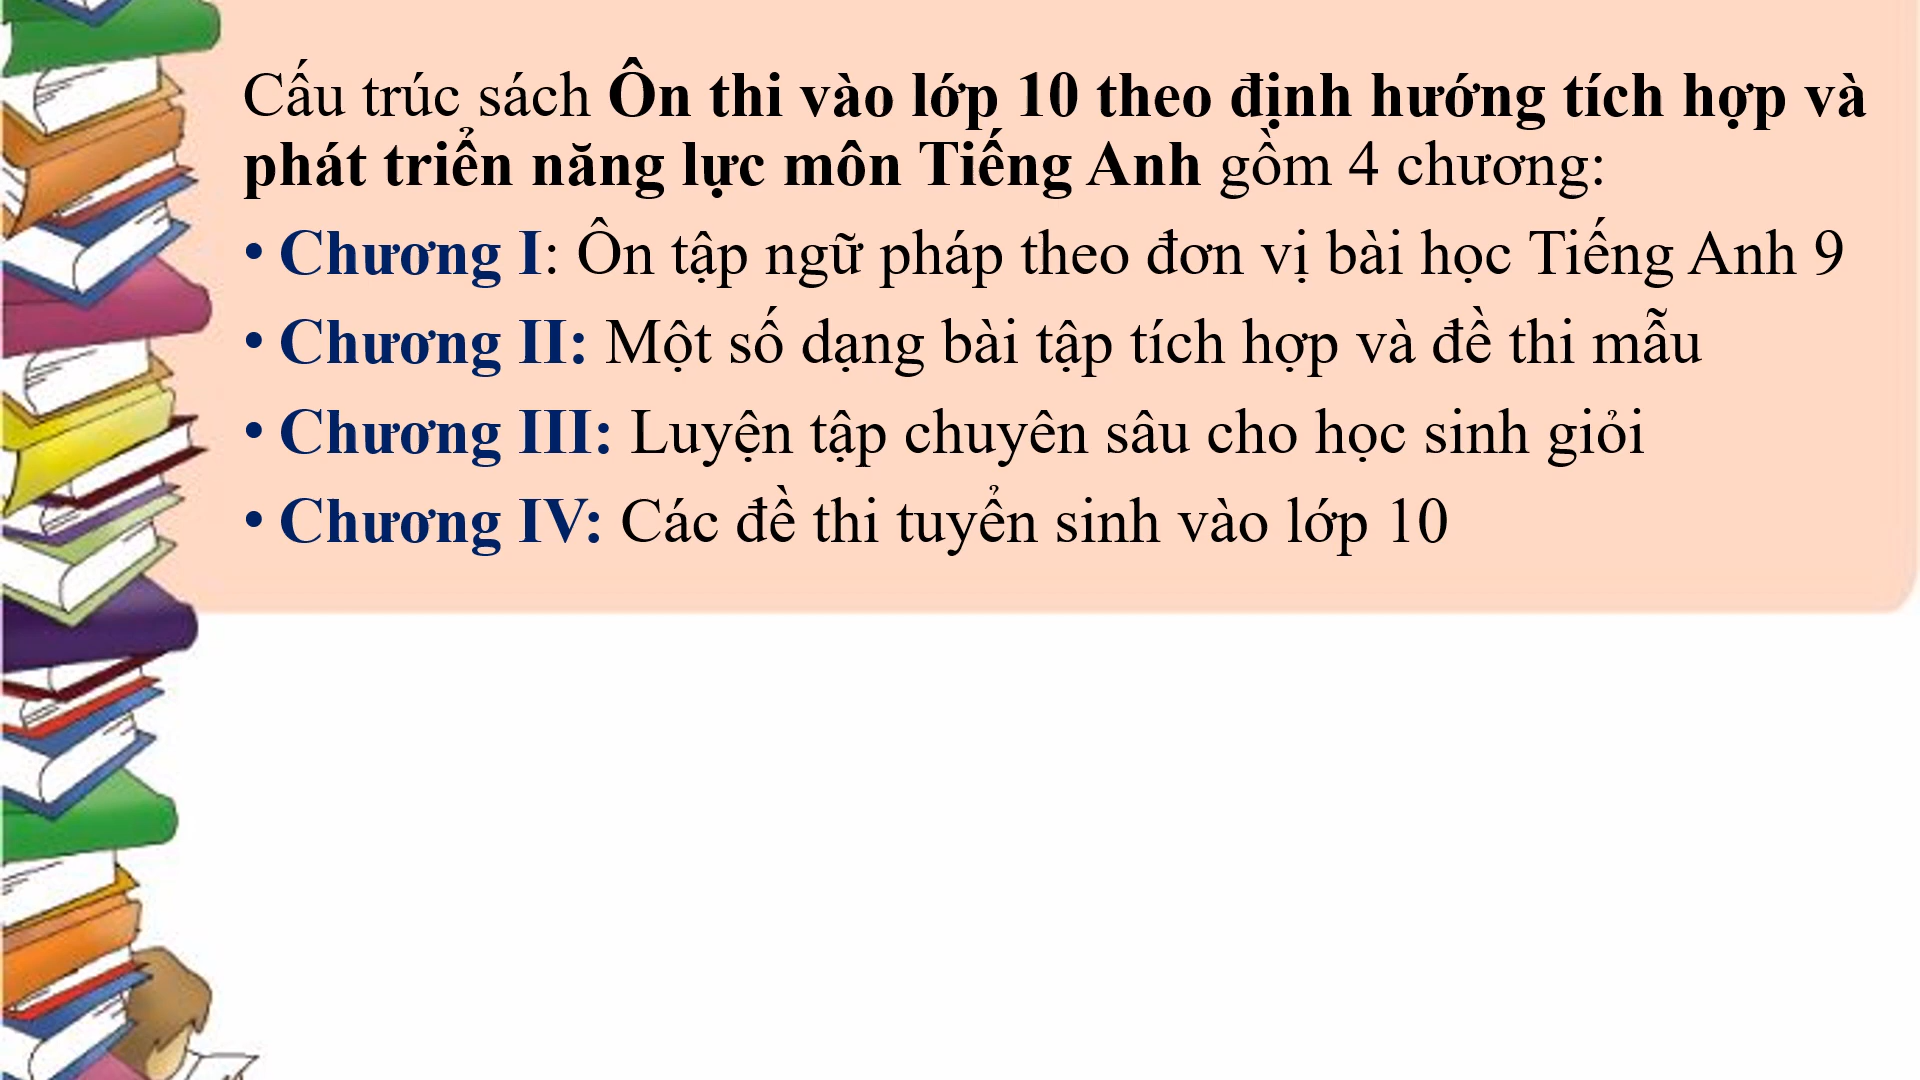 Cấu trúc sách Ôn thi vào lớp 10 theo định hướng tích hợp và
phát triển năng lực môn Tiếng Anh gồm 4 chương:
• Chương I: Ôn tập ngữ pháp theo đơn vị bài học Tiếng Anh 9
• Chương II: Một số dạng bài tập tích hợp và đề thi mẫu
• Chương III: Luyện tập chuyên sâu cho học sinh giỏi
• Chương IV: Các đề thi tuyển sinh vào lớp 10